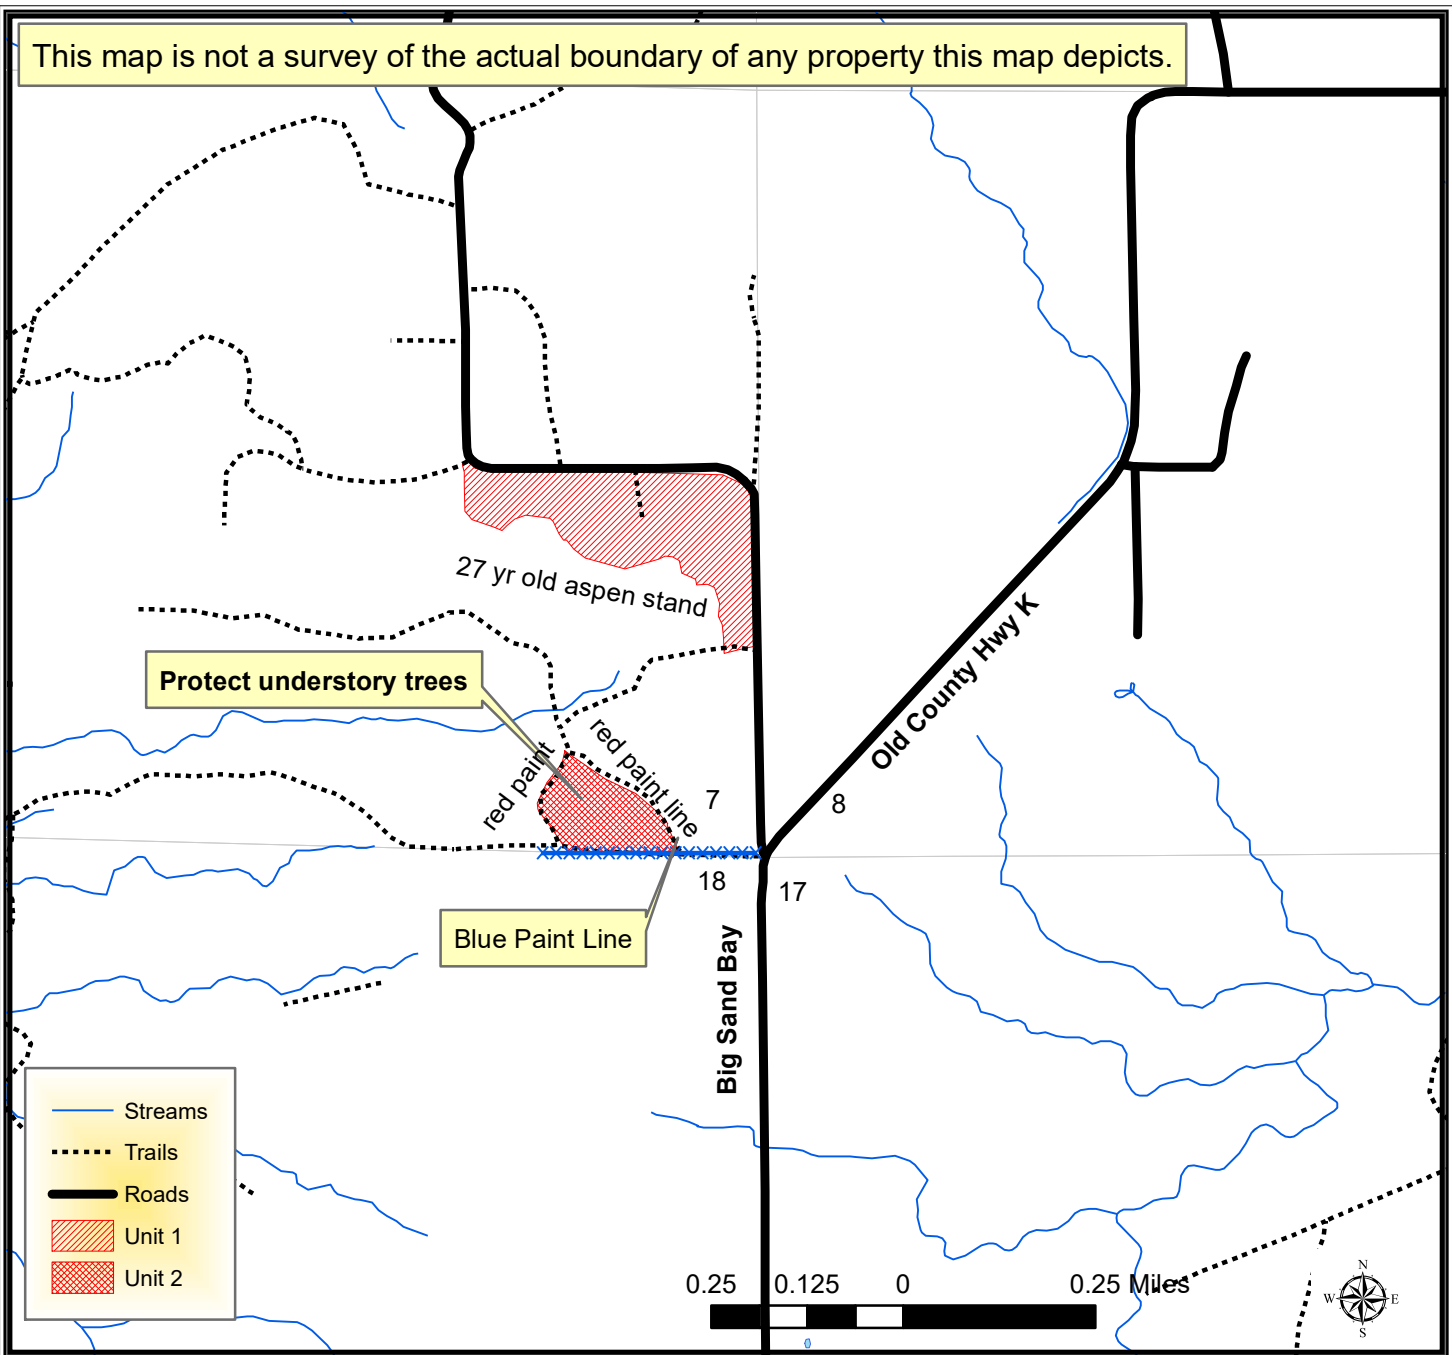 This map is not a survey of the actual boundary of any property this map depicts.
27 yr old aspen stand
Old County Hwy K
Protect understory trees
red paint
red paint line
7
8
18
17
Blue Paint Line
Big Sand Bay
Streams
Trails
Roads
Unit 1
Unit 2
0.25 0.125 0 0.25 Miles
N
W E
S